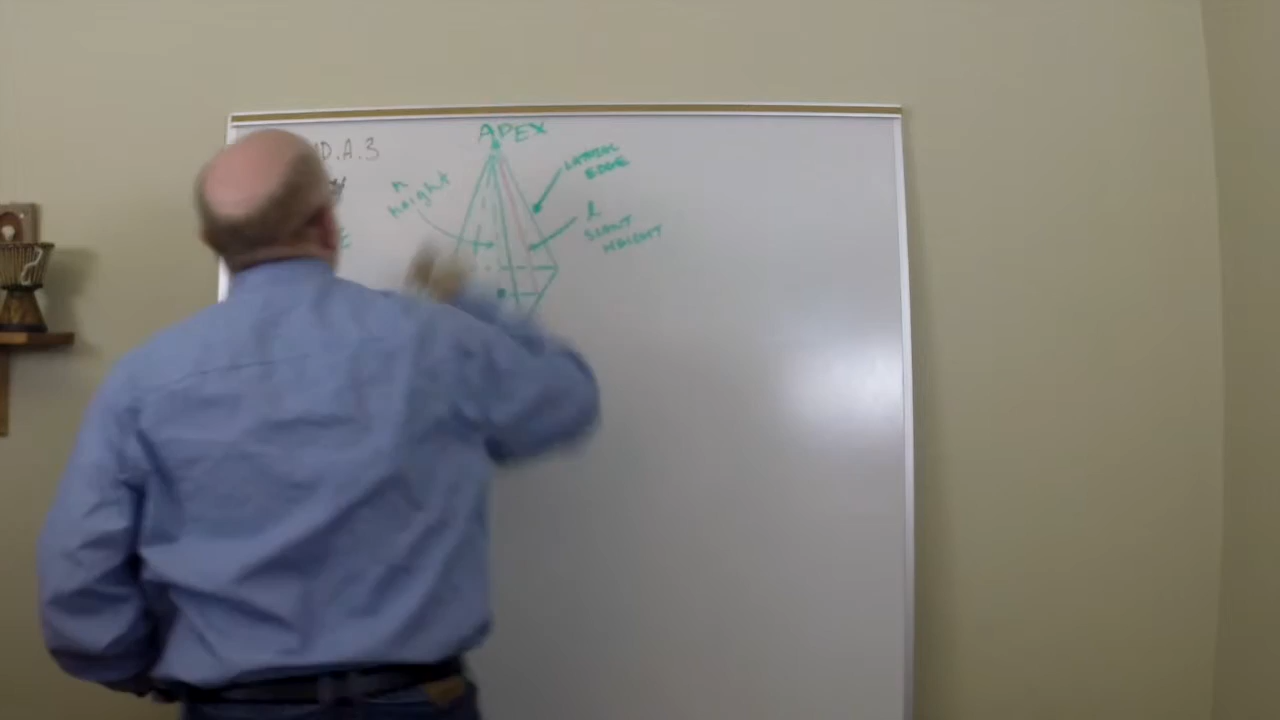 D.A.3
APEX
LATERAL
EDGE
h
height
l
SLANT
HEIGHT